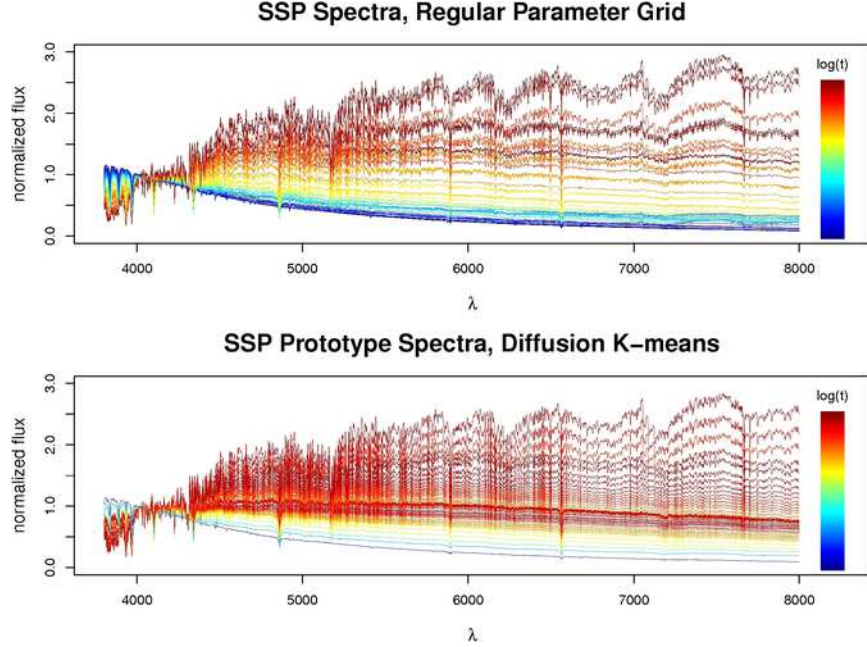 SSP Spectra, Regular Parameter Grid
3.0
2.0
1.0
0.0
normalized flux
log(t)
4000 5000 6000 7000 8000
λ
SSP Prototype Spectra, Diffusion K−means
3.0
2.0
1.0
0.0
normalized flux
log(t)
4000 5000 6000 7000 8000
λ